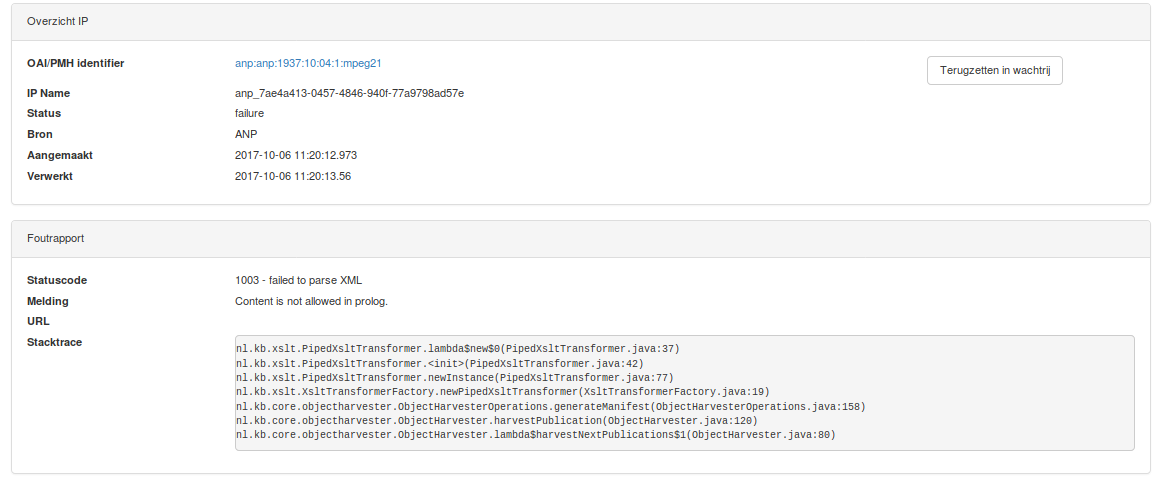 Overzicht IP
OAI/PMH identifier anp:anp:1937:10:04:1:mpeg21 Terugzetten in wachtrij
IP Name anp_7ae4a413-0457-4846-940f-77a9798ad57e
Status failure
Bron ANP
Aangemaakt 2017-10-06 11:20:12.973
Verwerkt 2017-10-06 11:20:13.56
Foutrapport
Statuscode 1003 - failed to parse XML
Melding Content is not allowed in prolog.
URL
Stacktrace
nl.kb.xslt.PipedXsltTransformer.lambda$new$0(PipedXsltTransformer.java:37)
nl.kb.xslt.PipedXsltTransformer.<init>(PipedXsltTransformer.java:42)
nl.kb.xslt.PipedXsltTransformer.newInstance(PipedXsltTransformer.java:77)
nl.kb.xslt.XsltTransformerFactory.newPipedXsltTransformer(XsltTransformerFactory.java:19)
nl.kb.core.objectharvester.ObjectHarvesterOperations.generateManifest(ObjectHarvesterOperations.java:158)
nl.kb.core.objectharvester.ObjectHarvester.harvestPublication(ObjectHarvester.java:120)
nl.kb.core.objectharvester.ObjectHarvester.lambda$harvestNextPublications$1(ObjectHarvester.java:80)